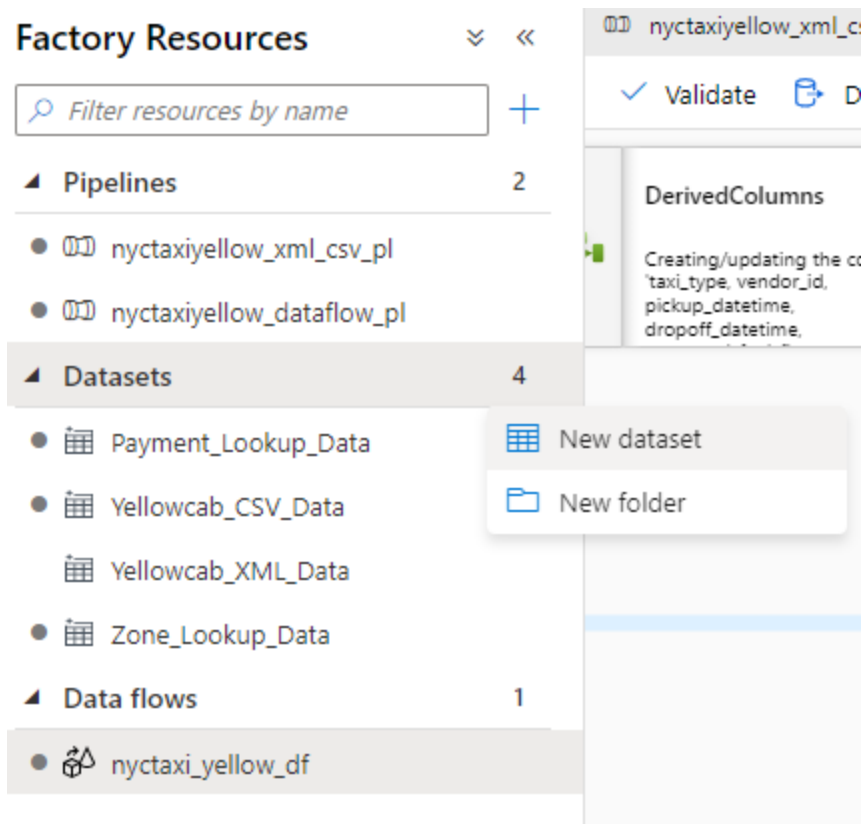 Factory Resources
Filter resources by name
Pipelines 2
nyctaxiyellow_xml_csv_pl
nyctaxiyellow_dataflow_pl
Datasets 4
Payment_Lookup_Data
Yellowcab_CSV_Data
Yellowcab_XML_Data
Zone_Lookup_Data
Data flows 1
nyctaxi_yellow_df
New dataset
New folder
nyctaxiyellow_xml_cs
Validate
DerivedColumns
Creating/updating the co
'taxi_type, vendor_id,
pickup_datetime,
dropoff_datetime,